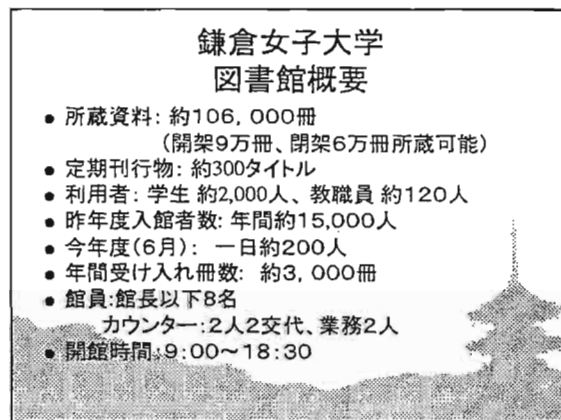 鎌倉女子大学
図書館概要
● 所蔵資料: 約106,000冊
(開架9万冊、閉架6万冊所蔵可能)
● 定期刊行物: 約300タイトル
● 利用者: 学生 約2,000人、教職員 約120人
● 昨年度入館者数: 年間約15,000人
● 今年度(6月): 一日約200人
● 年間受け入れ冊数: 約3,000冊
● 館員:館長以下8名
カウンター:2人2交代、業務2人
● 開館時間:9:00～18:30